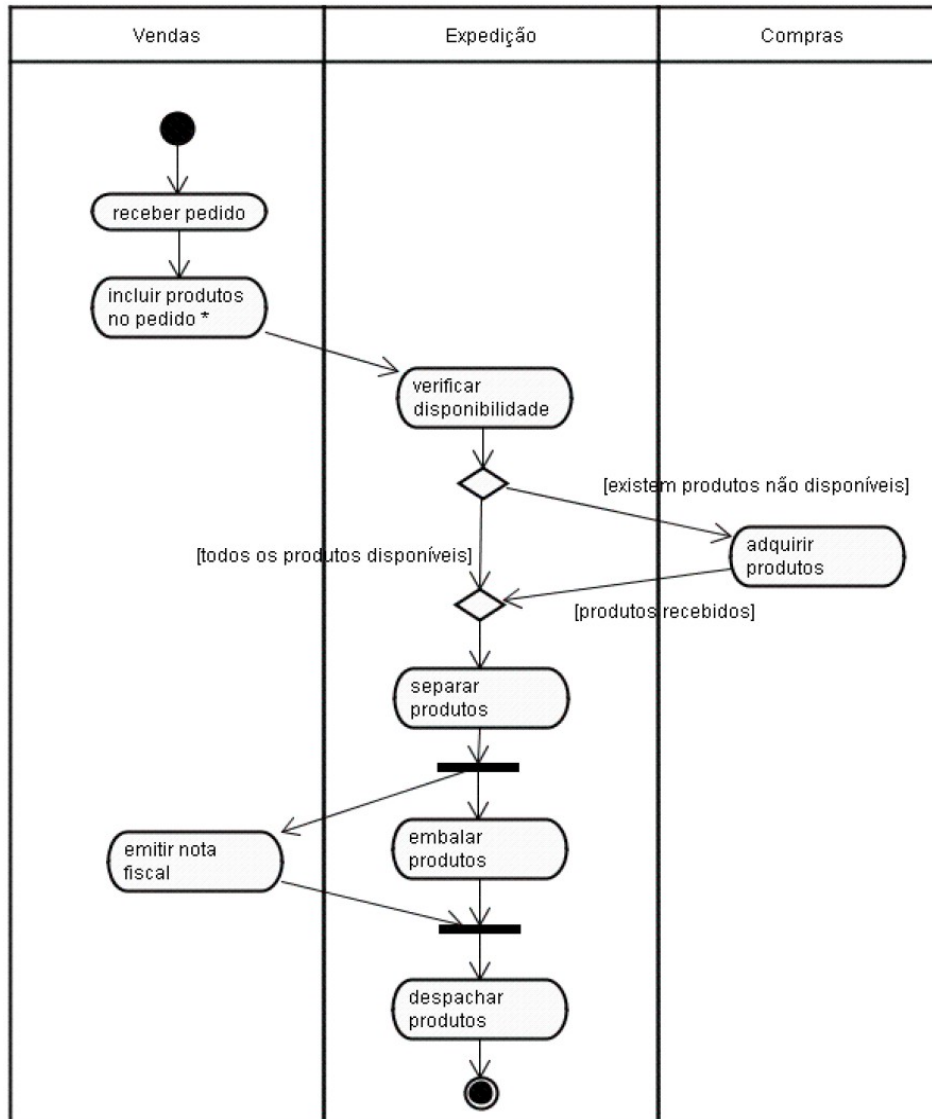 Vendas
Expedição
Compras
receber pedido
incluir produtos
no pedido *
verificar
disponibilidade
[existem produtos não disponíveis]
[todos os produtos disponíveis]
adquirir
produtos
[produtos recebidos]
separar
produtos
emitir nota
fiscal
embalar
produtos
despachar
produtos